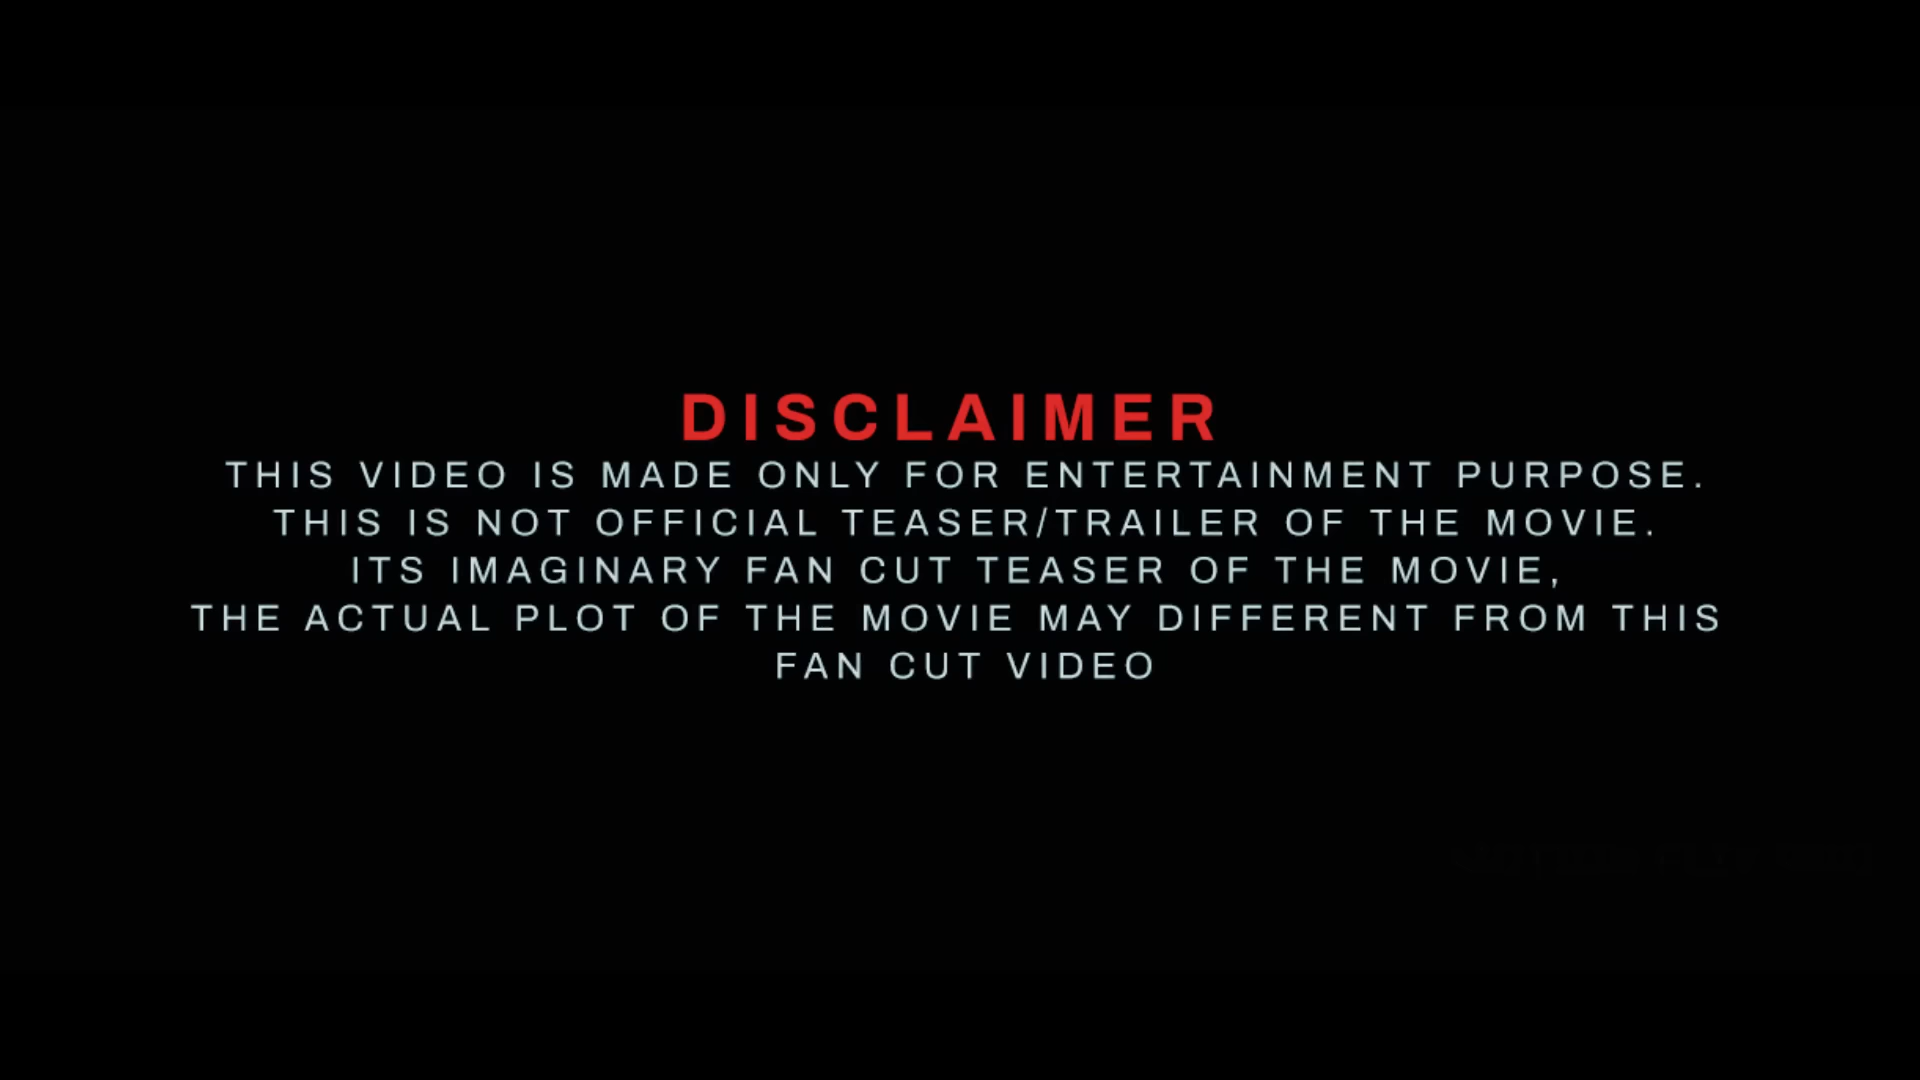 DISCLAIMER
THIS VIDEO IS MADE ONLY FOR ENTERTAINMENT PURPOSE.
THIS IS NOT OFFICIAL TEASER/TRAILER OF THE MOVIE.
ITS IMAGINARY FAN CUT TEASER OF THE MOVIE,
THE ACTUAL PLOT OF THE MOVIE MAY DIFFERENT FROM THIS
FAN CUT VIDEO